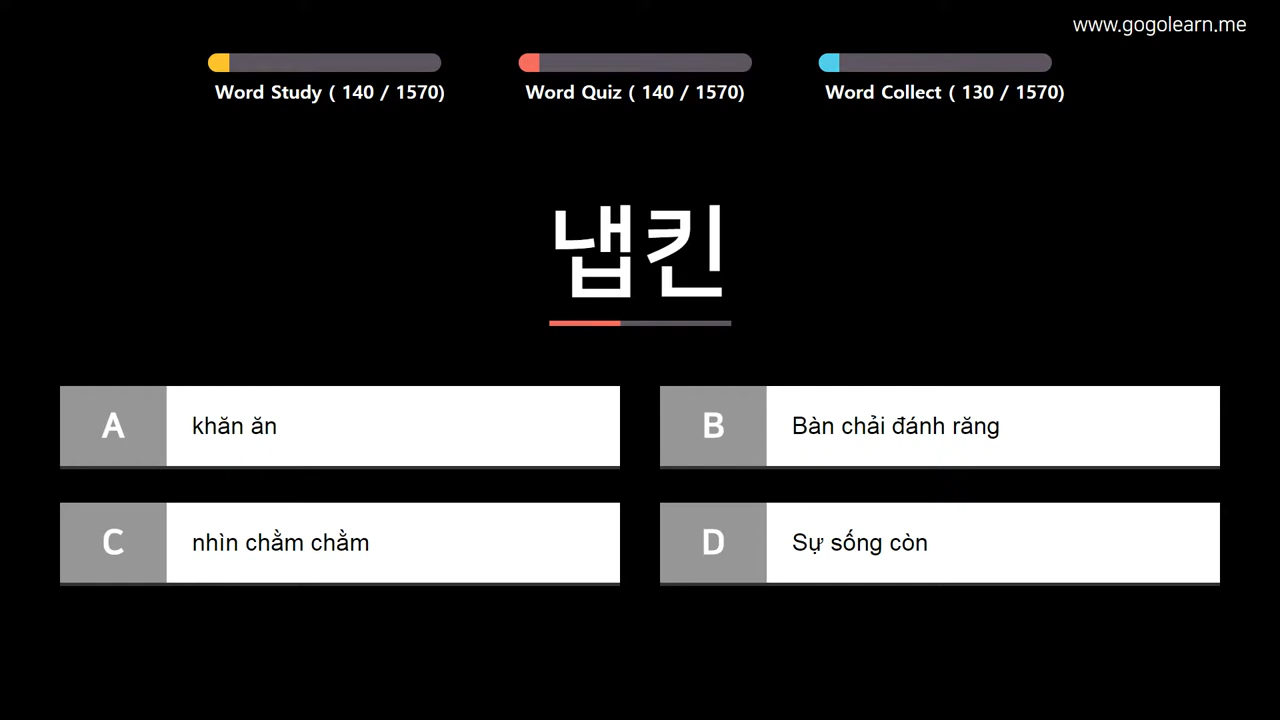 www.gogolearn.me
Word Study ( 140 / 1570)
Word Quiz ( 140 / 1570)
Word Collect ( 130 / 1570)
냅킨
A khăn ăn
B Bàn chải đánh răng
C nhìn chằm chằm
D Sự sống còn